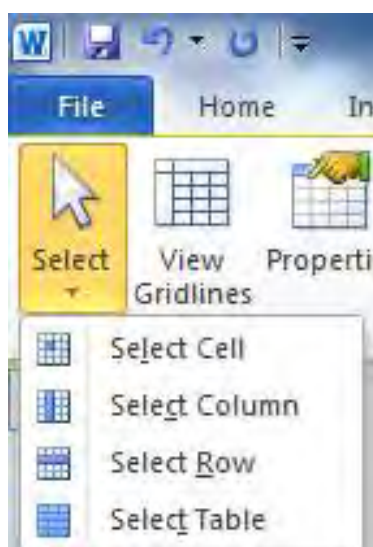 W
File Home In
Select View Properti
Gridlines
Select Cell
Select Column
Select Row
Select Table